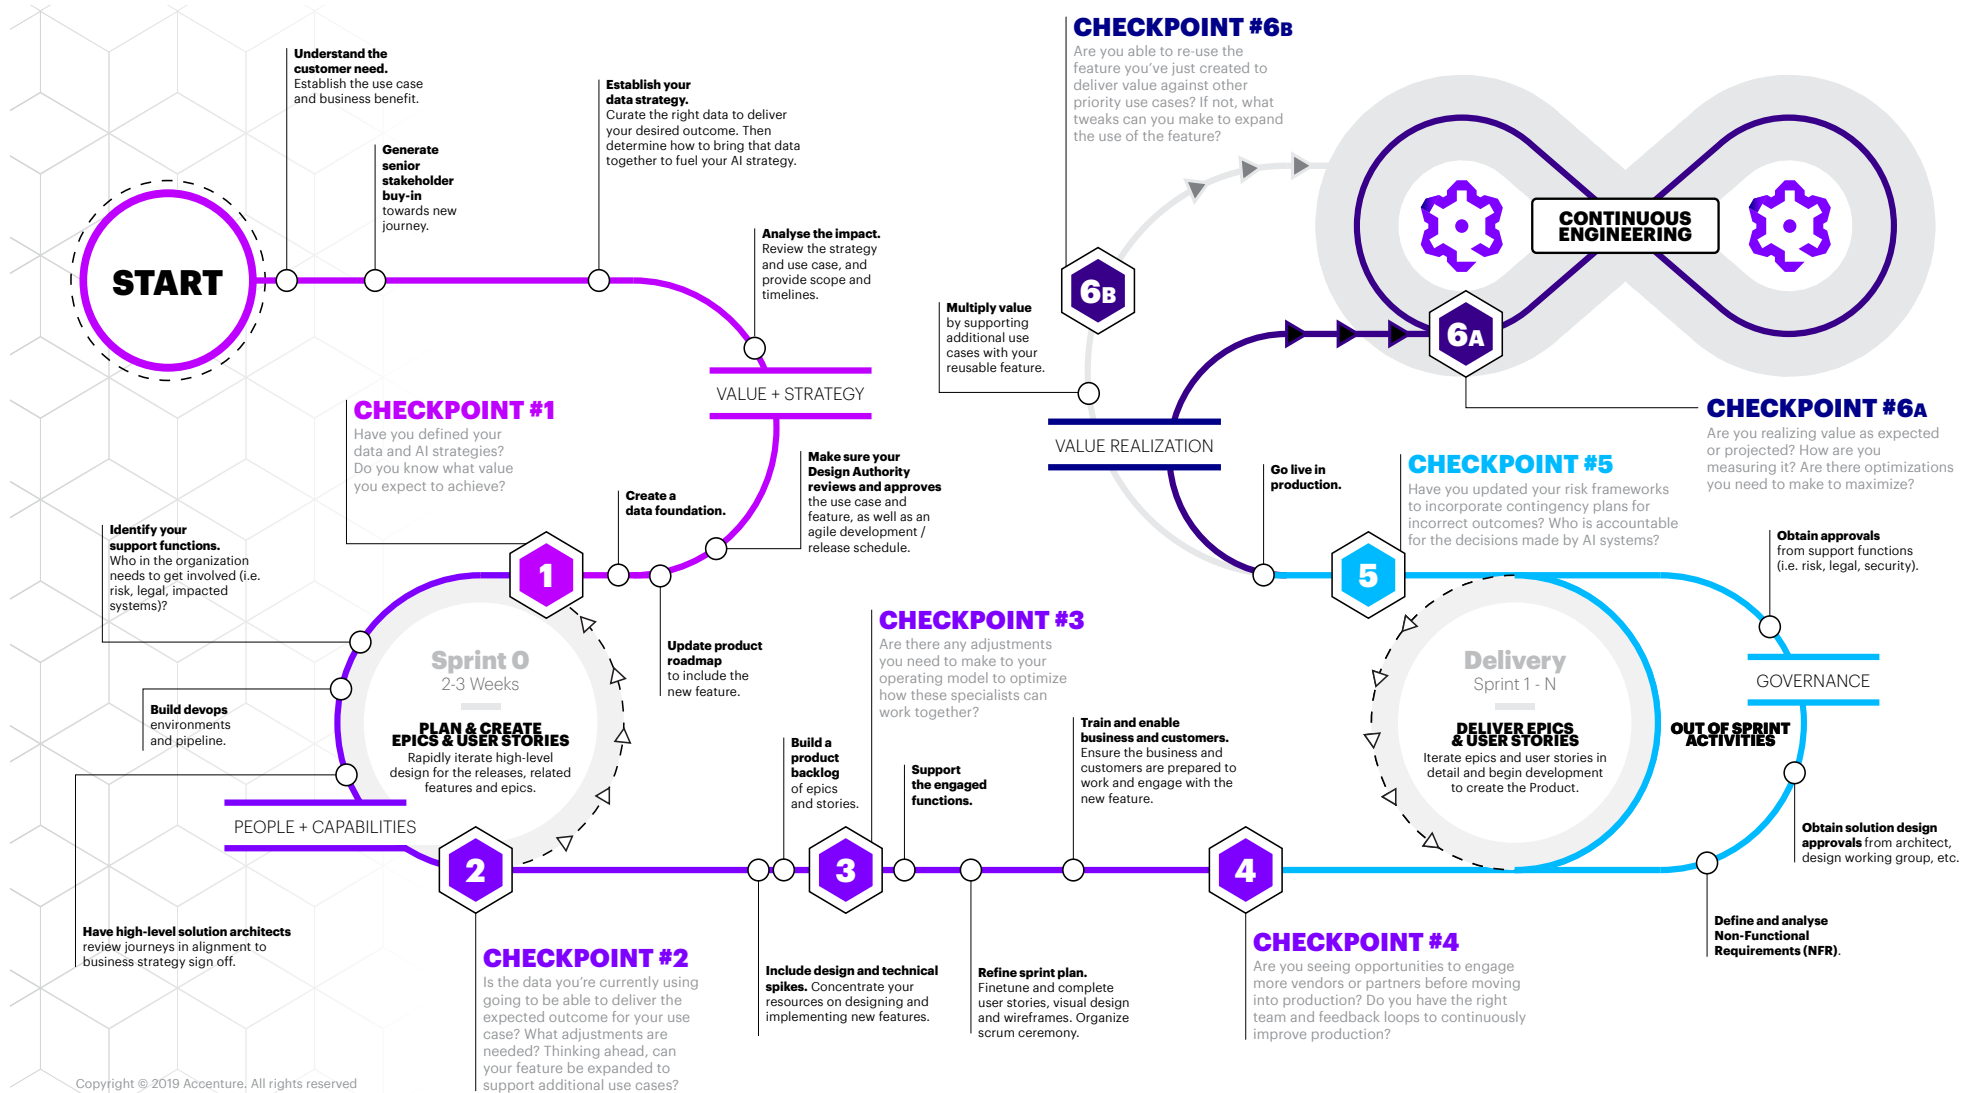 START
Understand the
customer need.
Establish the use case
and business benefit.
Generate
senior
stakeholder
buy-in
towards new
journey.
Establish your
data strategy.
Curate the right data to deliver
your desired outcome. Then
determine how to bring that data
together to fuel your AI strategy.
Analyse the impact.
Review the strategy
and use case, and
provide scope and
timelines.
VALUE + STRATEGY
Make sure your
Design Authority
reviews and approves
the use case and
feature, as well as an
agile development /
release schedule.
Update product
roadmap
to include the
new feature.
Create a
data foundation.
1
CHECKPOINT #1
Have you defined your
data and AI strategies?
Do you know what value
you expect to achieve?
Identify your
support functions.
Who in the organization
needs to get involved (i.e.
risk, legal, impacted
systems)?
Build devops
environments
and pipeline.
Have high-level solution architects
review journeys in alignment to
business strategy sign off.
PEOPLE + CAPABILITIES
Sprint 0
2-3 Weeks
PLAN & CREATE
EPICS & USER STORIES
Rapidly iterate high-level
design for the releases, related
features and epics.
2
CHECKPOINT #2
Is the data you're currently using
going to be able to deliver the
expected outcome for your use
case? What adjustments are
needed? Thinking ahead, can
your feature be expanded to
support additional use cases?
Include design and technical
spikes. Concentrate your
resources on designing and
implementing new features.
Build a
product
backlog
of epics
and stories.
3
CHECKPOINT #3
Are there any adjustments
you need to make to your
operating model to optimize
how these specialists can
work together?
Support
the engaged
functions.
Refine sprint plan.
Finetune and complete
user stories, visual design
and wireframes. Organize
scrum ceremony.
Train and enable
business and customers.
Ensure the business and
customers are prepared to
work and engage with the
new feature.
4
CHECKPOINT #4
Are you seeing opportunities to engage
more vendors or partners before moving
into production? Do you have the right
team and feedback loops to continuously
improve production?
Delivery
Sprint 1 - N
DELIVER EPICS
& USER STORIES
Iterate epics and user stories in
detail and begin development
to create the Product.
OUT OF SPRINT
ACTIVITIES
Define and analyse
Non-Functional
Requirements (NFR).
Obtain solution design
approvals from architect,
design working group, etc.
GOVERNANCE
Obtain approvals
from support functions
(i.e. risk, legal, security).
5
CHECKPOINT #5
Have you updated your risk frameworks
to incorporate contingency plans for
incorrect outcomes? Who is accountable
for the decisions made by AI systems?
Go live in
production.
VALUE REALIZATION
6A
CHECKPOINT #6A
Are you realizing value as expected
or projected? How are you
measuring it? Are there optimizations
you need to make to maximize?
Multiply value
by supporting
additional use
cases with your
reusable feature.
6B
CHECKPOINT #6B
Are you able to re-use the
feature you've just created to
deliver value against other
priority use cases? If not, what
tweaks can you make to expand
the use of the feature?
CONTINUOUS
ENGINEERING
Copyright © 2019 Accenture. All rights reserved